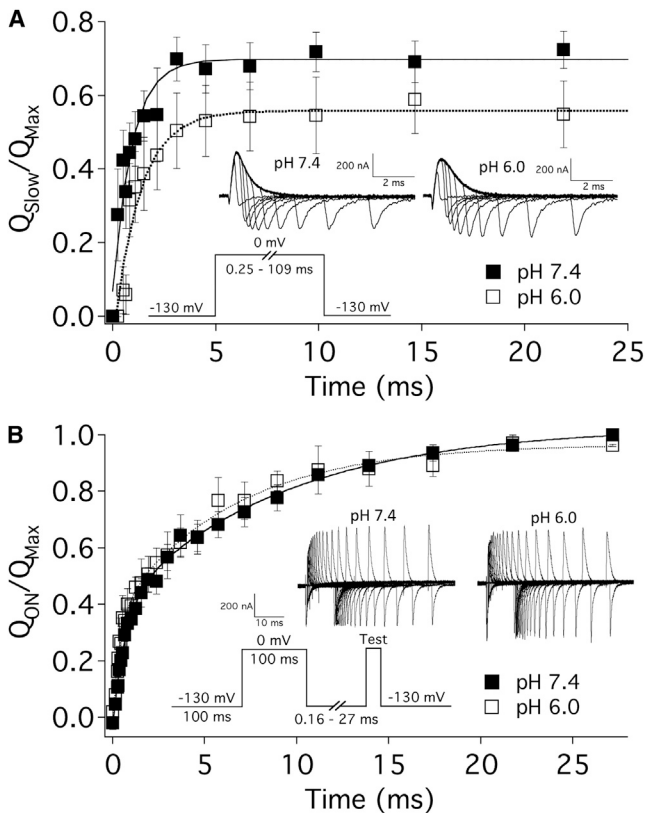 A
0.8
0.6
0.4
0.2
0.0
Q_Slow/Q_Max
pH 7.4
200 nA
2 ms
pH 6.0
200 nA
2 ms
0 mV
0.25 - 109 ms
-130 mV
-130 mV
pH 7.4
pH 6.0
0 5 10 15 20 25
Time (ms)
B
1.0
0.8
0.6
0.4
0.2
0.0
Q_ON/Q_Max
pH 7.4
pH 6.0
200 nA
10 ms
0 mV
100 ms
Test
-130 mV
100 ms
-130 mV
0.16 - 27 ms
pH 7.4
pH 6.0
0 5 10 15 20 25
Time (ms)